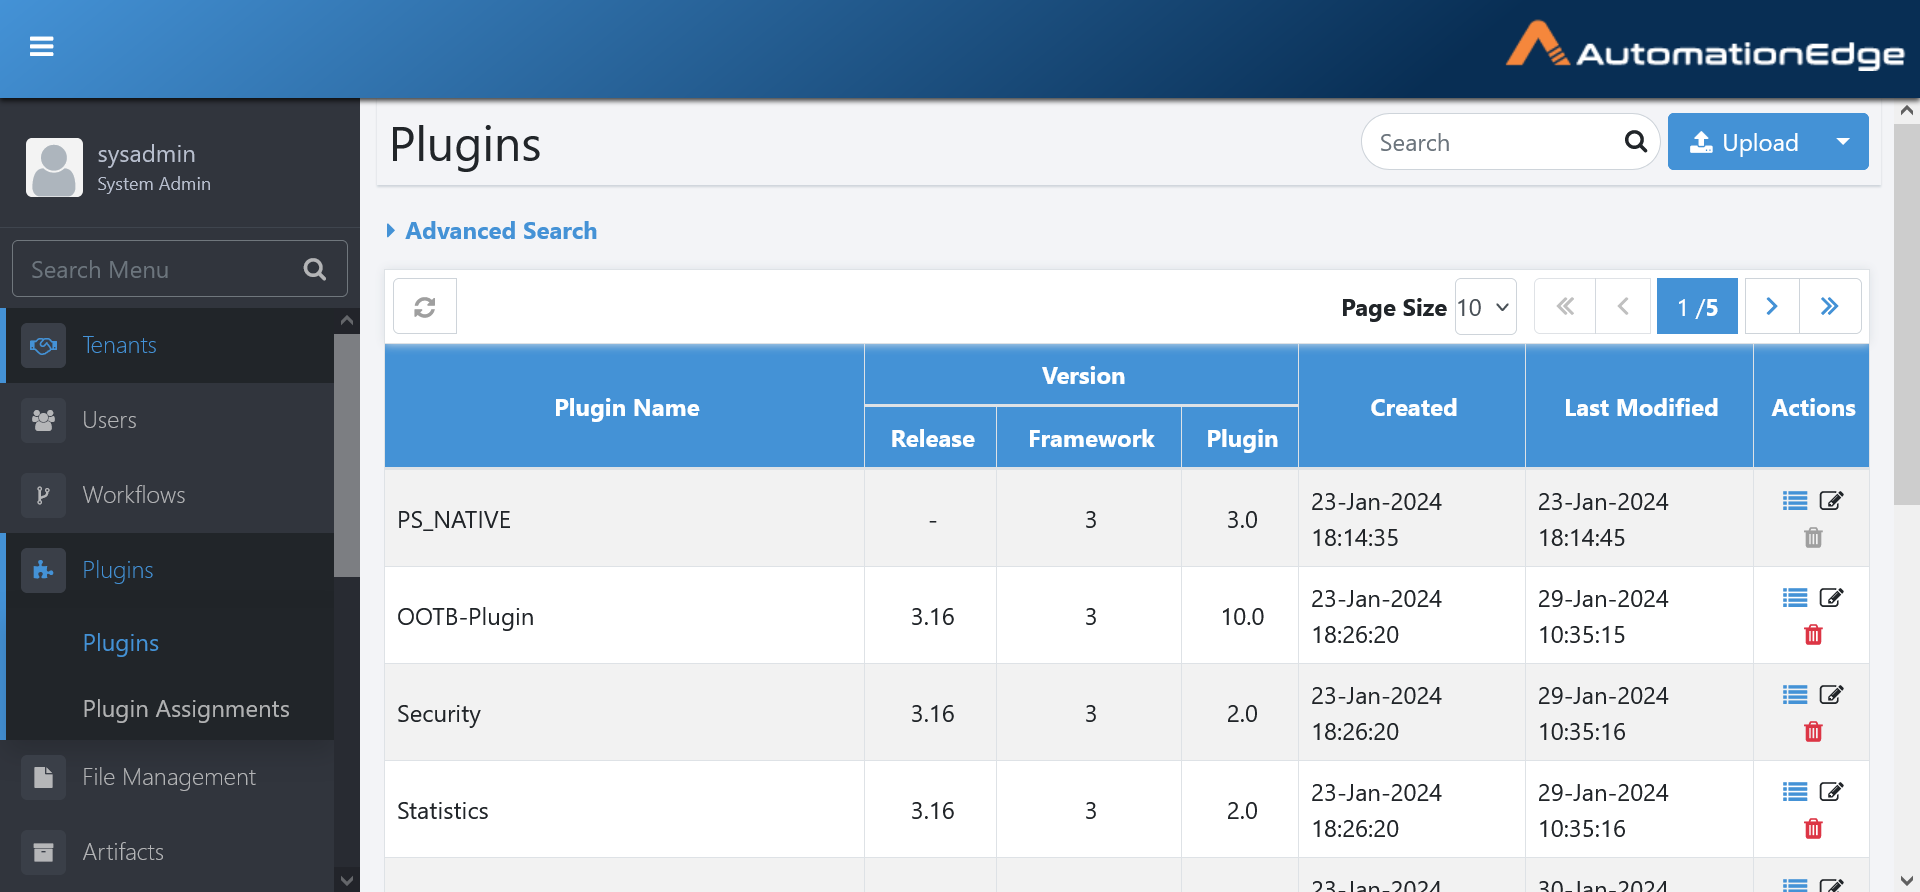 AutomationEdge
sysadmin
System Admin
Search Menu
Tenants
Users
Workflows
Plugins
Plugins
Plugin Assignments
File Management
Artifacts
Plugins
Search
Upload
Advanced Search
Page Size 10 1 /5
Plugin Name Version Created Last Modified Actions
Release Framework Plugin
PS_NATIVE - 3 3.0 23-Jan-2024 18:14:35 23-Jan-2024 18:14:45
OOTB-Plugin 3.16 3 10.0 23-Jan-2024 18:26:20 29-Jan-2024 10:35:15
Security 3.16 3 2.0 23-Jan-2024 18:26:20 29-Jan-2024 10:35:16
Statistics 3.16 3 2.0 23-Jan-2024 18:26:20 29-Jan-2024 10:35:16
23-Jan-2024 30-Jan-2024